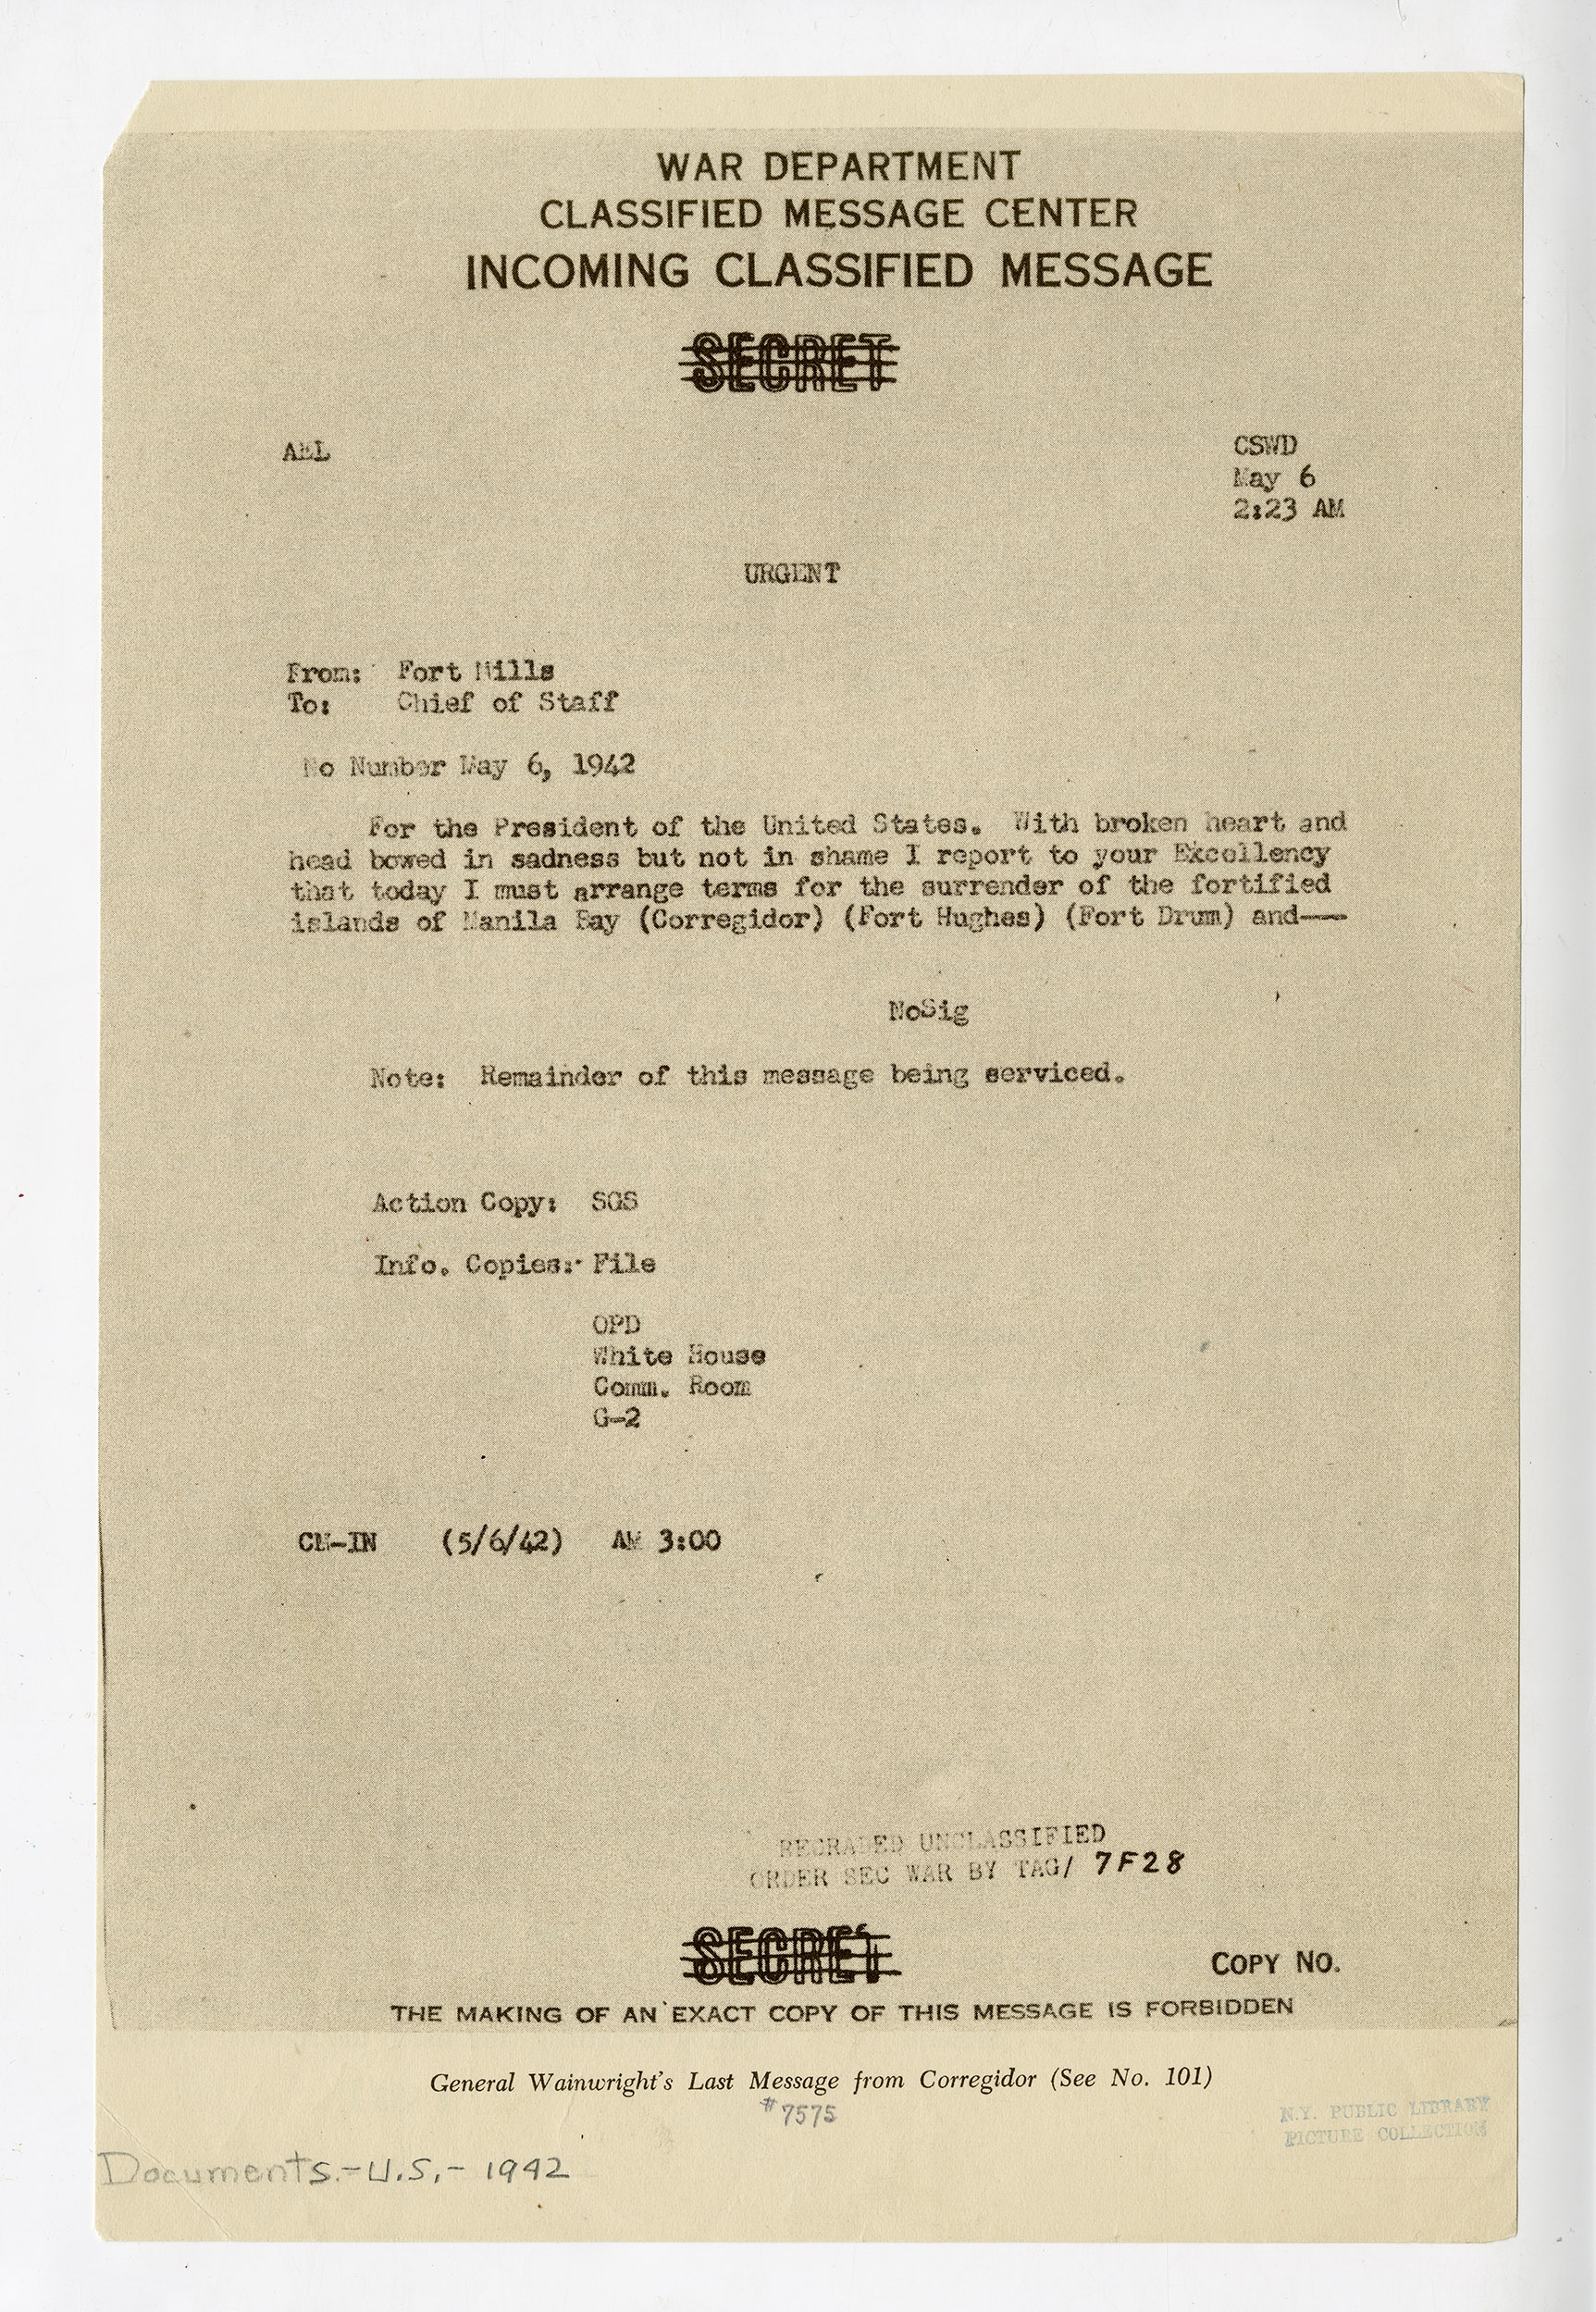 WAR DEPARTMENT
CLASSIFIED MESSAGE CENTER
INCOMING CLASSIFIED MESSAGE
SECRET
AEL
CSWD
May 6
2:23 AM
URGENT
From: Fort Mills
To: Chief of Staff
No Number May 6, 1942
For the President of the United States. With broken heart and
head bowed in sadness but not in shame I report to your Excellency
that today I must arrange terms for the surrender of the fortified
islands of Manila Bay (Corregidor) (Fort Hughes) (Fort Drum) and——
NoSig
Note: Remainder of this message being serviced.
Action Copy: SGS
Info. Copies: File
OPD
White House
Comm. Room
G-2
CM-IN (5/6/42) AM 3:00
REGRADED UNCLASSIFIED
ORDER SEC WAR BY TAG/ 7F28
SECRET
COPY NO.
THE MAKING OF AN EXACT COPY OF THIS MESSAGE IS FORBIDDEN
General Wainwright's Last Message from Corregidor (See No. 101)
#7575
N.Y. PUBLIC LIBRARY
PICTURE COLLECTION
Documents.-U.S.- 1942